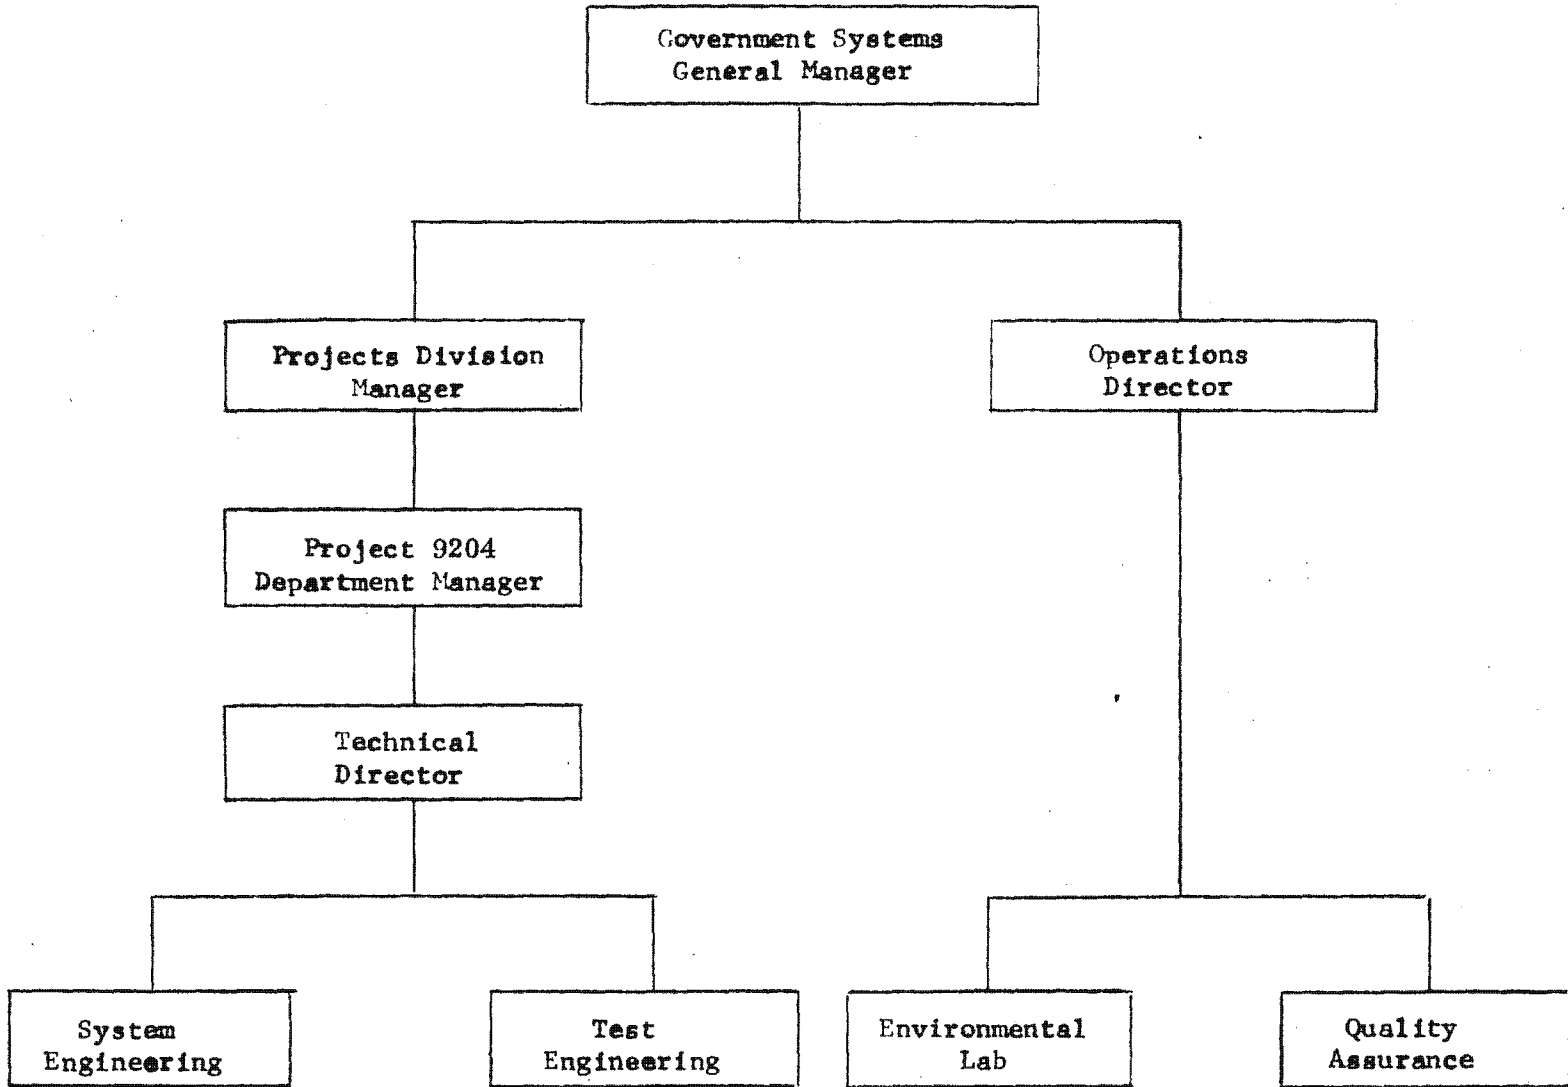 Government Systems
General Manager
Projects Division
Manager
Operations
Director
Project 9204
Department Manager
Technical
Director
System
Engineering
Test
Engineering
Environmental
Lab
Quality
Assurance